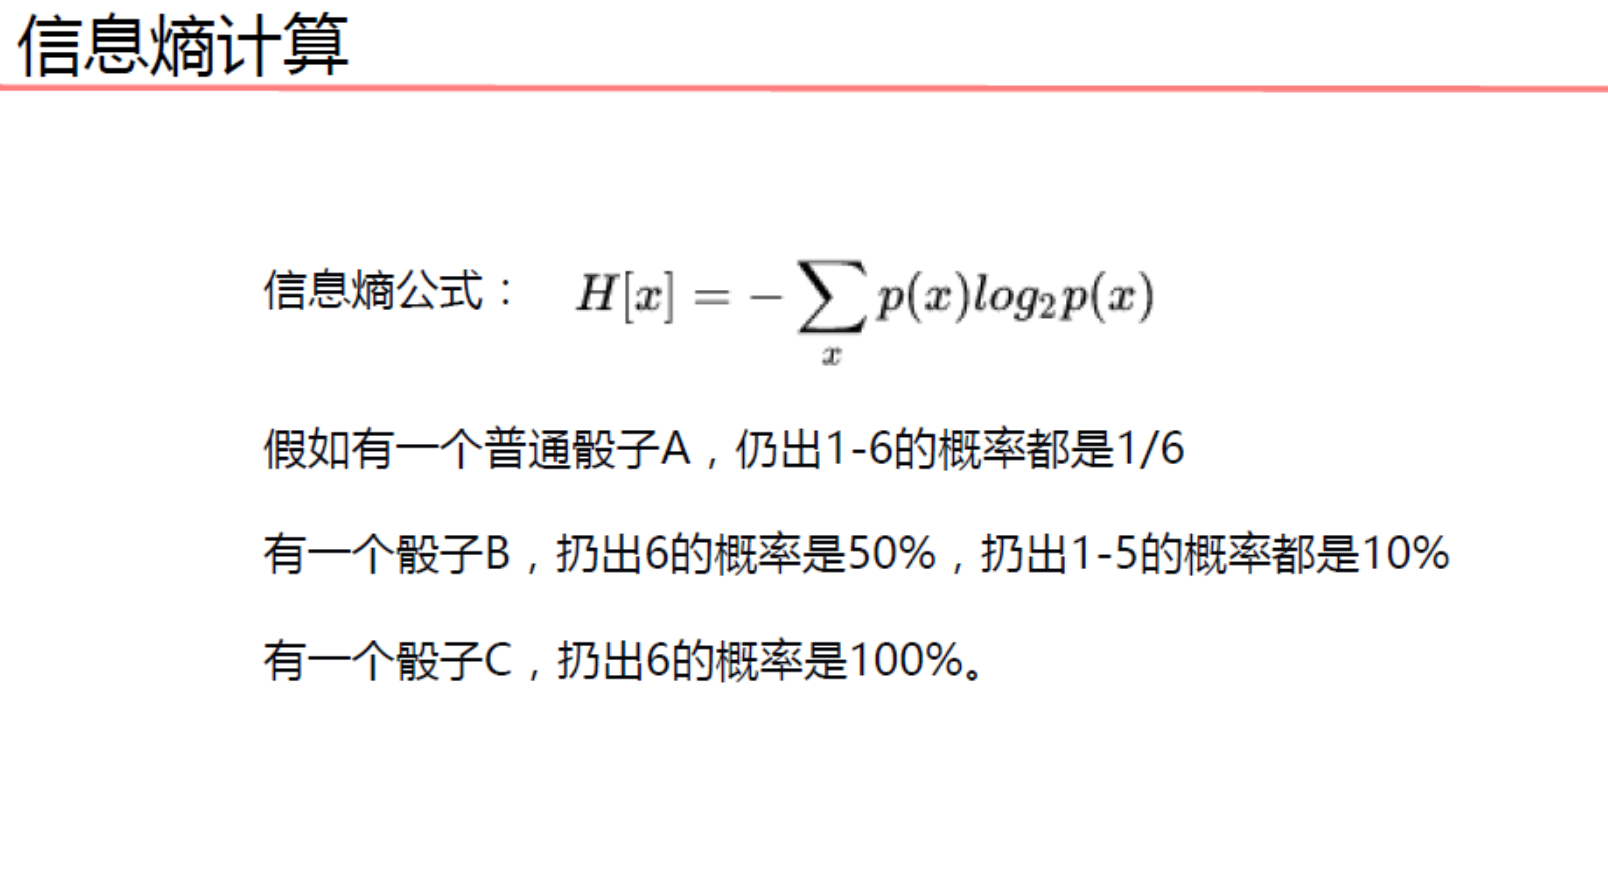 信息熵计算
信息熵公式： H[x] = -∑ₓ p(x)log₂p(x)
假如有一个普通骰子A，仍出1-6的概率都是1/6
有一个骰子B，扔出6的概率是50%，扔出1-5的概率都是10%
有一个骰子C，扔出6的概率是100%。